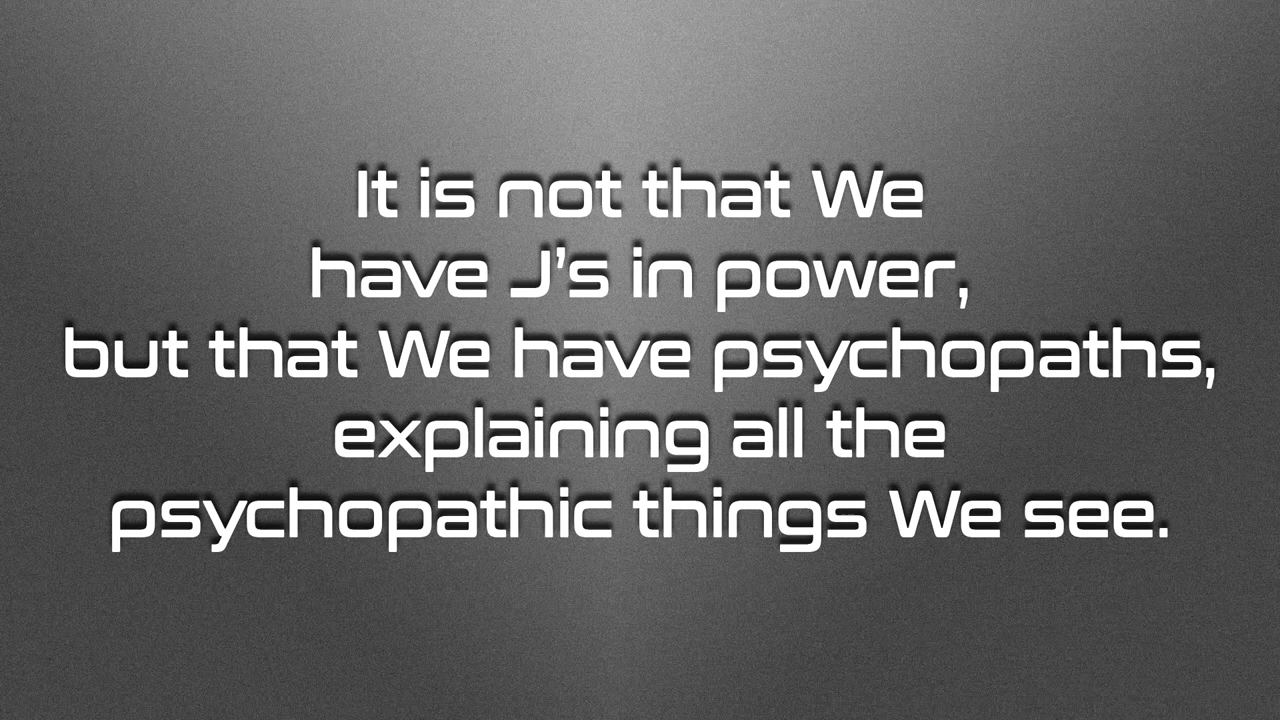 It is not that We
have J's in power,
but that We have psychopaths,
explaining all the
psychopathic things We see.